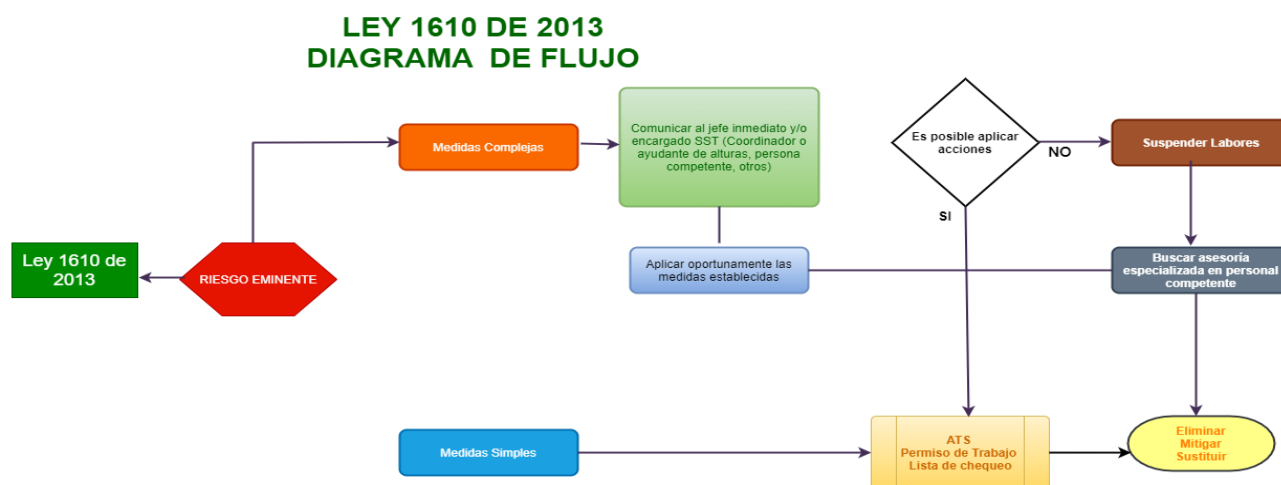 LEY 1610 DE 2013
DIAGRAMA DE FLUJO
Medidas Complejas
Comunicar al jefe inmediato y/o
encargado SST (Coordinador o
ayudante de alturas, persona
competente, otros)
Es posible aplicar
acciones
NO
Suspender Labores
SI
Ley 1610 de
2013
RIESGO EMINENTE
Aplicar oportunamente las
medidas establecidas
Buscar asesoría
especializada en personal
competente
Medidas Simples
ATS
Permiso de Trabajo
Lista de chequeo
Eliminar
Mitigar
Sustituir